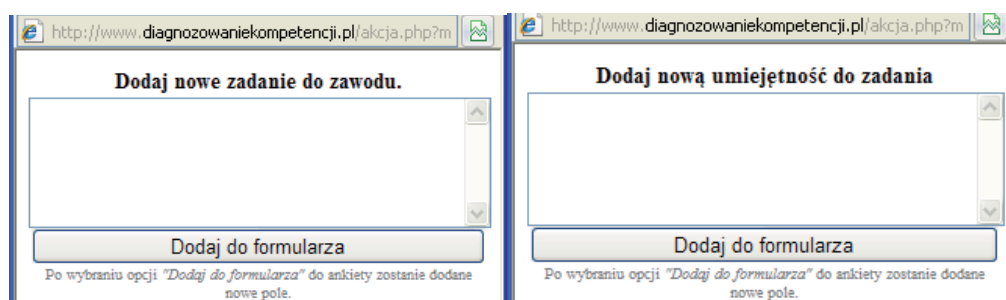 http://www.diagnozowaniekompetencji.pl/akcja.php?m
Dodaj nowe zadanie do zawodu.
Dodaj do formularza
Po wybraniu opcji "Dodaj do formularza" do ankiety zostanie dodane
nowe pole.
http://www.diagnozowaniekompetencji.pl/akcja.php?m
Dodaj nową umiejętność do zadania
Dodaj do formularza
Po wybraniu opcji "Dodaj do formularza" do ankiety zostanie dodane
nowe pole.